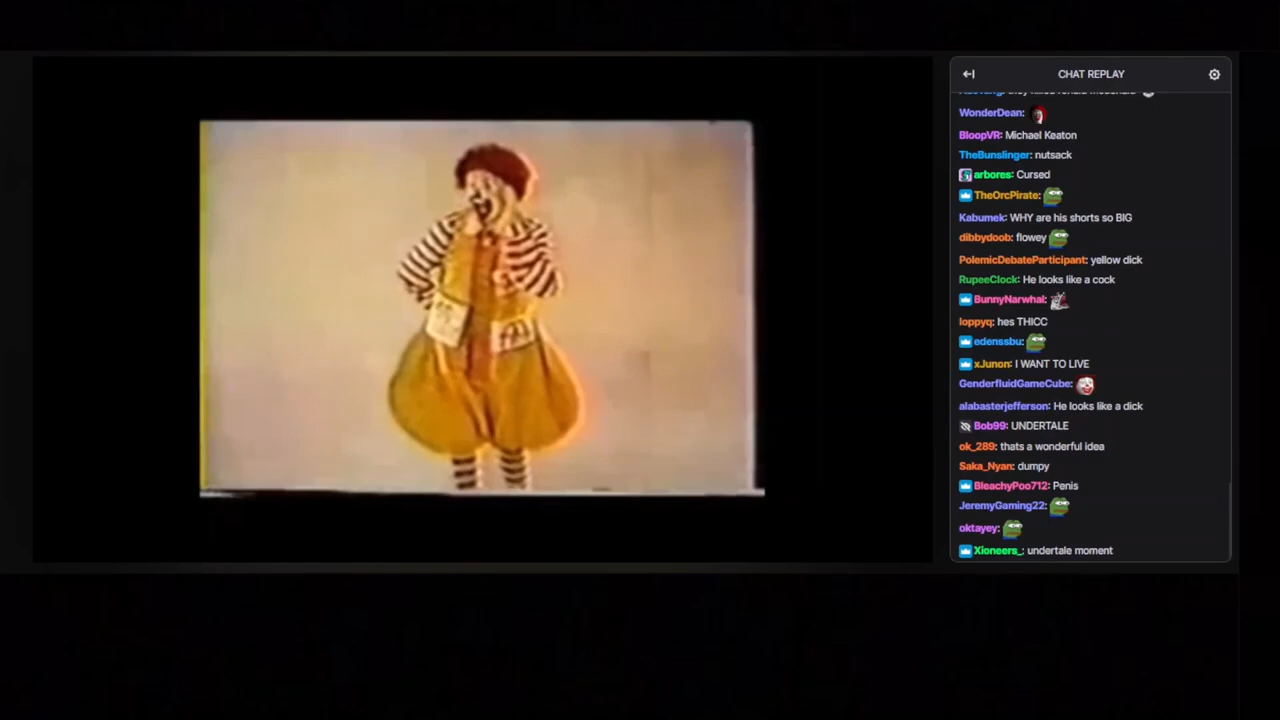 CHAT REPLAY
WonderDean:
BloopVR: Michael Keaton
TheBunslinger: nutsack
arbores: Cursed
TheOrcPirate:
Kabumek: WHY are his shorts so BIG
dibbydoob: flowey
PolemicDebateParticipant: yellow dick
RupeeClock: He looks like a cock
BunnyNarwhal:
loppyq: hes THICC
edenssbu:
xJunon: I WANT TO LIVE
GenderfluidGameCube:
alabasterjefferson: He looks like a dick
Bob99: UNDERTALE
ok_289: thats a wonderful idea
Saka_Nyan: dumpy
BleachyPoo712: Penis
JeremyGaming22:
oktayey:
Xioneers_: undertale moment